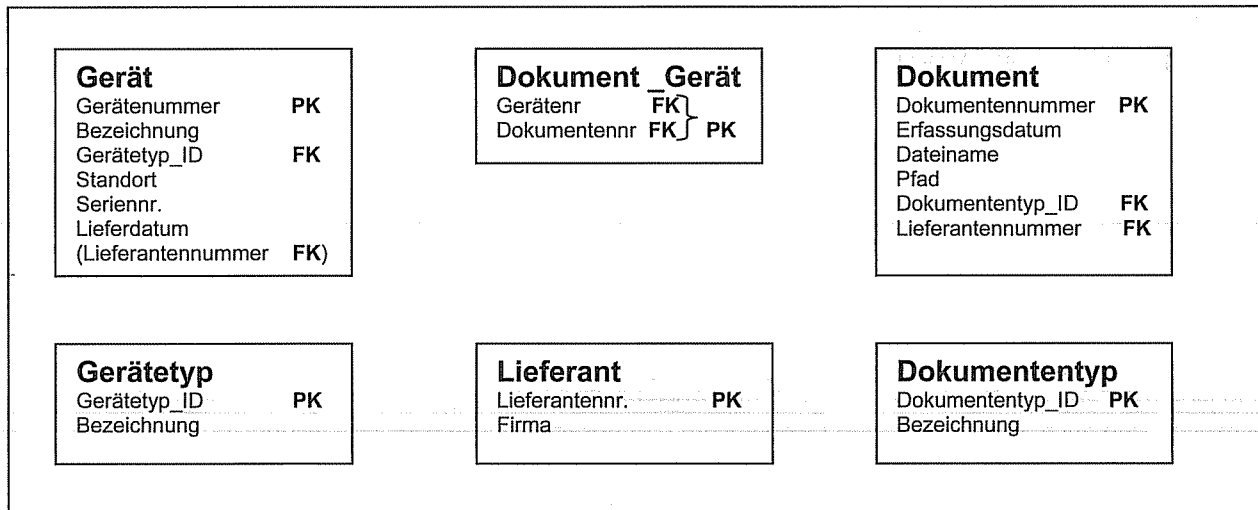 Gerät
Gerätenummer PK
Bezeichnung
Gerätetyp_ID FK
Standort
Seriennr.
Lieferdatum
(Lieferantennummer FK)
Dokument _Gerät
Gerätenr FK
Dokumentennr FK } PK
Dokument
Dokumentennummer PK
Erfassungsdatum
Dateiname
Pfad
Dokumententyp_ID FK
Lieferantennummer FK
Gerätetyp
Gerätetyp_ID PK
Bezeichnung
Lieferant
Lieferantennr. PK
Firma
Dokumententyp
Dokumententyp_ID PK
Bezeichnung